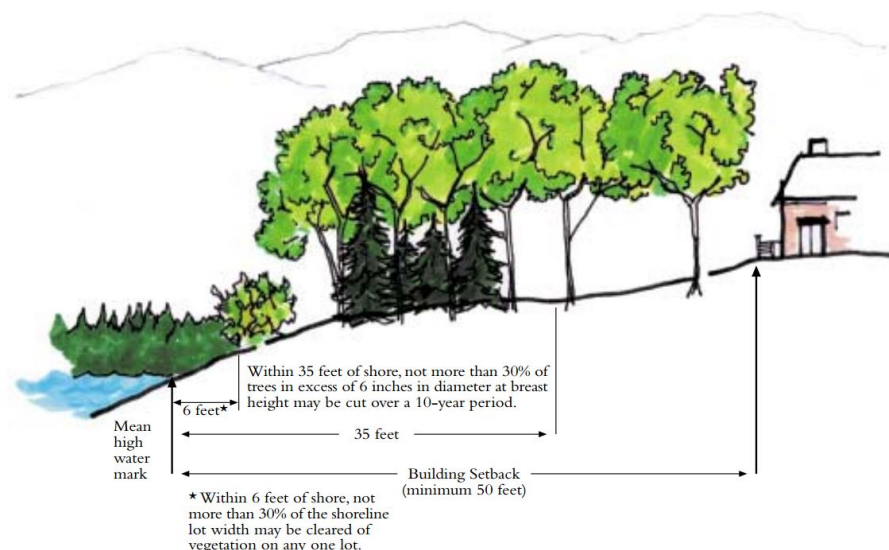 Within 35 feet of shore, not more than 30% of
trees in excess of 6 inches in diameter at breast
height may be cut over a 10-year period.
6 feet★
35 feet
Mean
high
water
mark
Building Setback
(minimum 50 feet)
★ Within 6 feet of shore, not
more than 30% of the shoreline
lot width may be cleared of
vegetation on any one lot.